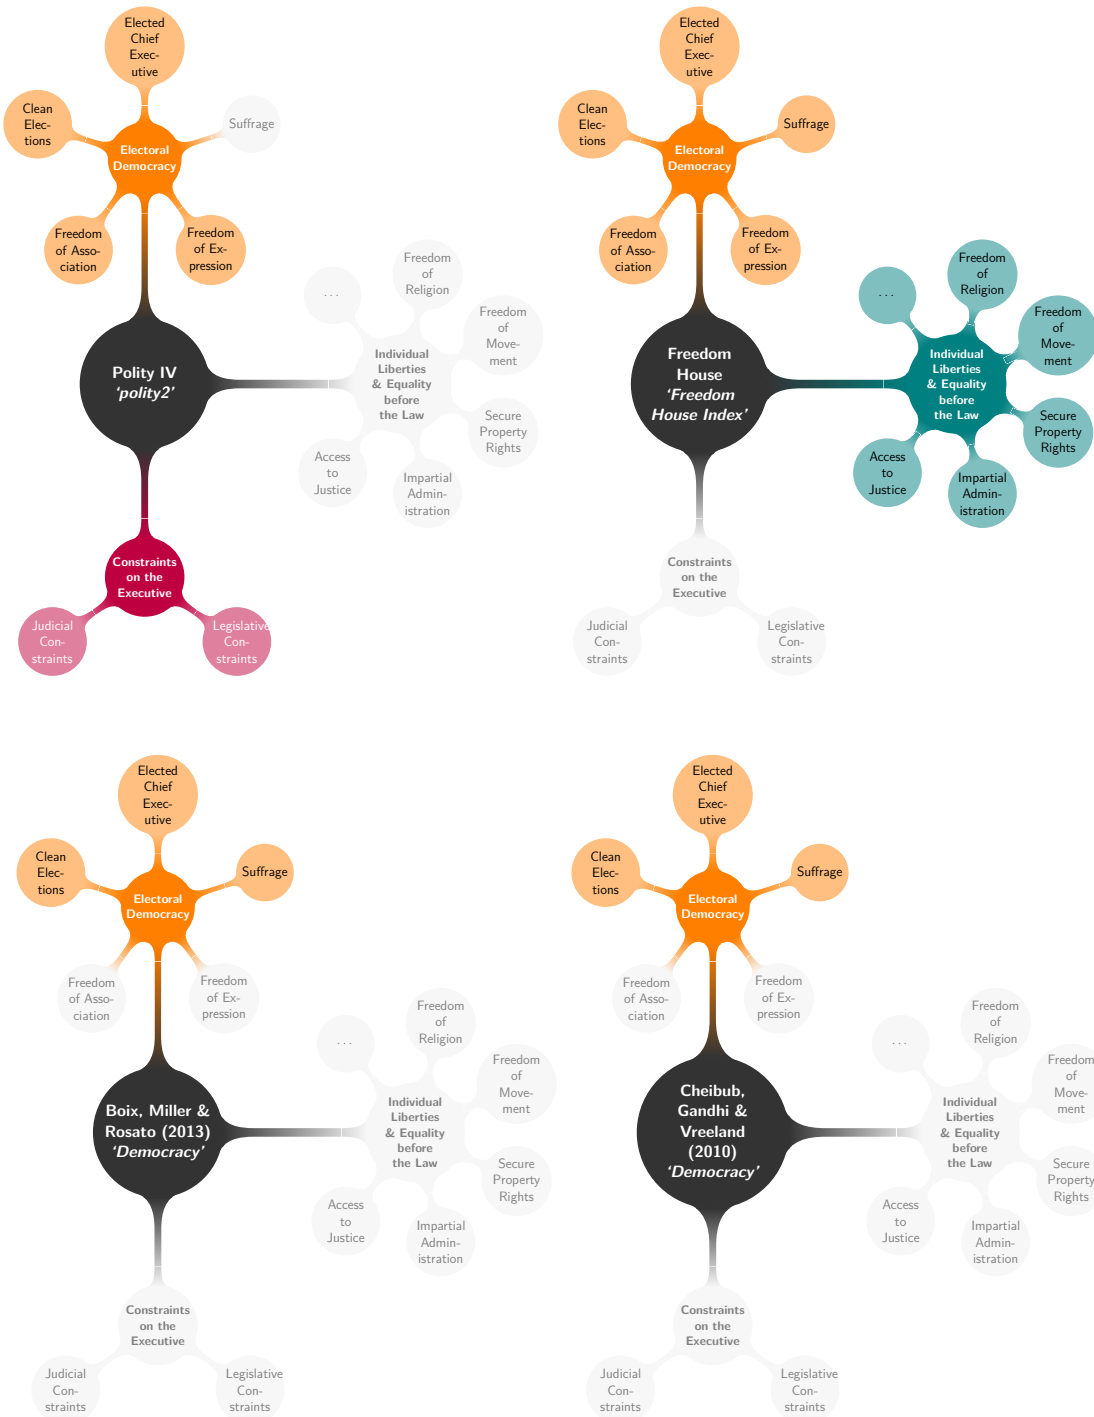 Elected
Chief
Exec-
utive
Clean
Elec-
tions
Suffrage
Electoral
Democracy
Freedom
of Asso-
ciation
Freedom
of Ex-
pression
Polity IV
‘polity2’
. . .
Freedom
of
Religion
Freedom
of
Move-
ment
Individual
Liberties
& Equality
before
the Law
Secure
Property
Rights
Access
to
Justice
Impartial
Admin-
istration
Constraints
on the
Executive
Judicial
Con-
straints
Legislative
Con-
straints
Elected
Chief
Exec-
utive
Clean
Elec-
tions
Suffrage
Electoral
Democracy
Freedom
of Asso-
ciation
Freedom
of Ex-
pression
Freedom
House
‘Freedom
House Index’
. . .
Freedom
of
Religion
Freedom
of
Move-
ment
Individual
Liberties
& Equality
before
the Law
Secure
Property
Rights
Access
to
Justice
Impartial
Admin-
istration
Constraints
on the
Executive
Judicial
Con-
straints
Legislative
Con-
straints
Elected
Chief
Exec-
utive
Clean
Elec-
tions
Suffrage
Electoral
Democracy
Freedom
of Asso-
ciation
Freedom
of Ex-
pression
Boix, Miller &
Rosato (2013)
‘Democracy’
. . .
Freedom
of
Religion
Freedom
of
Move-
ment
Individual
Liberties
& Equality
before
the Law
Secure
Property
Rights
Access
to
Justice
Impartial
Admin-
istration
Constraints
on the
Executive
Judicial
Con-
straints
Legislative
Con-
straints
Elected
Chief
Exec-
utive
Clean
Elec-
tions
Suffrage
Electoral
Democracy
Freedom
of Asso-
ciation
Freedom
of Ex-
pression
Cheibub,
Gandhi &
Vreeland
(2010)
‘Democracy’
. . .
Freedom
of
Religion
Freedom
of
Move-
ment
Individual
Liberties
& Equality
before
the Law
Secure
Property
Rights
Access
to
Justice
Impartial
Admin-
istration
Constraints
on the
Executive
Judicial
Con-
straints
Legislative
Con-
straints